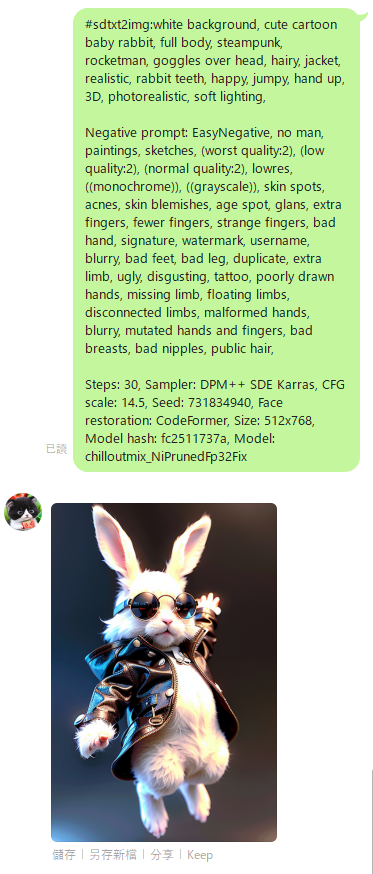 #sdtxt2img:white background, cute cartoon
baby rabbit, full body, steampunk,
rocketman, goggles over head, hairy, jacket,
realistic, rabbit teeth, happy, jumpy, hand up,
3D, photorealistic, soft lighting,
Negative prompt: EasyNegative, no man,
paintings, sketches, (worst quality:2), (low
quality:2), (normal quality:2), lowres,
((monochrome)), ((grayscale)), skin spots,
acnes, skin blemishes, age spot, glans, extra
fingers, fewer fingers, strange fingers, bad
hand, signature, watermark, username,
blurry, bad feet, bad leg, duplicate, extra
limb, ugly, disgusting, tattoo, poorly drawn
hands, missing limb, floating limbs,
disconnected limbs, malformed hands,
blurry, mutated hands and fingers, bad
breasts, bad nipples, public hair,
Steps: 30, Sampler: DPM++ SDE Karras, CFG
scale: 14.5, Seed: 731834940, Face
restoration: CodeFormer, Size: 512x768,
Model hash: fc2511737a, Model:
chilloutmix_NiPrunedFp32Fix
已讀
儲存 | 另存新檔 | 分享 | Keep